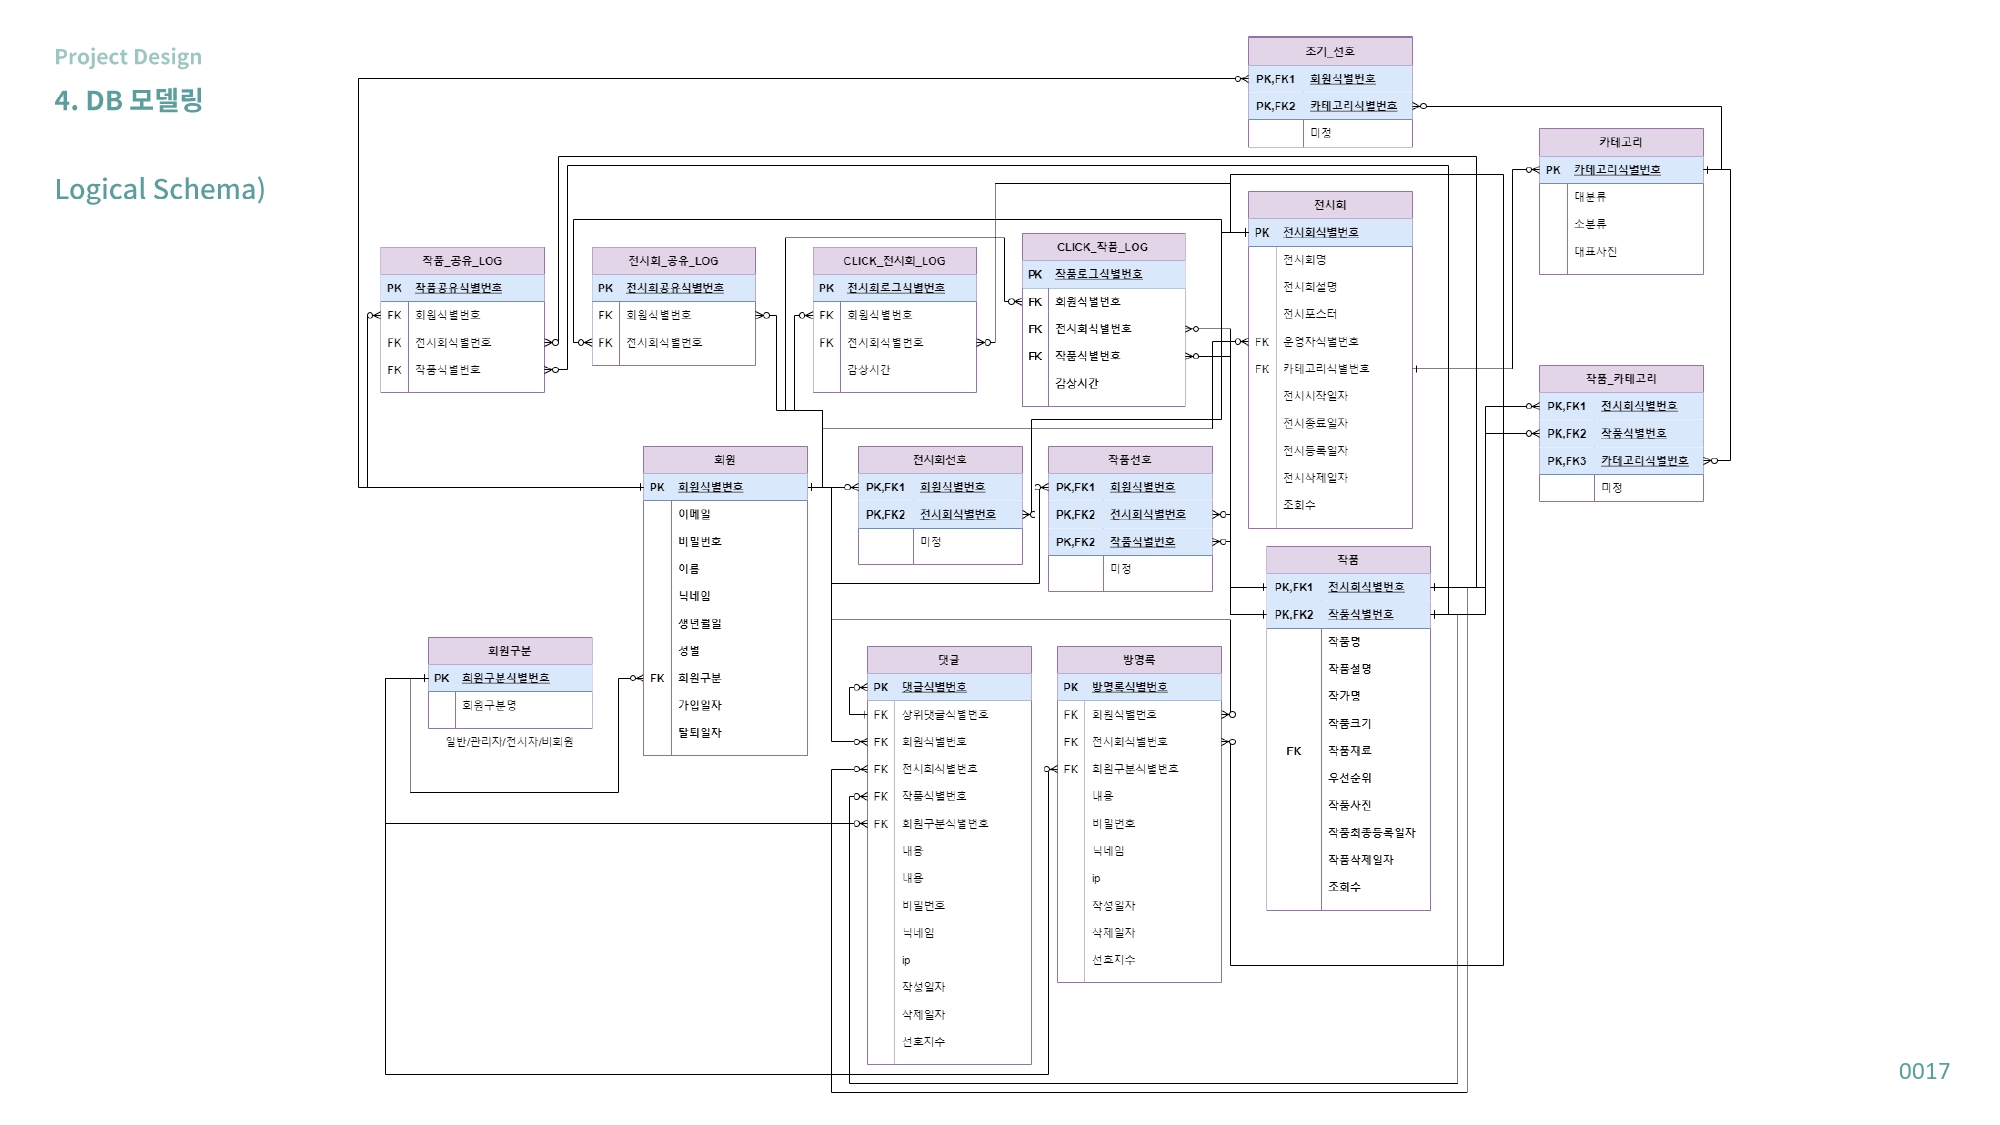 Project Design
4. DB 모델링
Logical Schema)
조기_선호
PK,FK1 회원식별번호
PK,FK2 카테고리식별번호
미정
카테고리
PK 카테고리식별번호
대분류
소분류
대표사진
전시회
PK 전시회식별번호
전시회명
전시회설명
전시포스터
FK 운영자식별번호
FK 카테고리식별번호
전시시작일자
전시종료일자
전시등록일자
전시삭제일자
조회수
작품_공유_LOG
PK 작품공유식별번호
FK 회원식별번호
FK 전시회식별번호
FK 작품식별번호
전시회_공유_LOG
PK 전시회공유식별번호
FK 회원식별번호
FK 전시회식별번호
CLICK_전시회_LOG
PK 전시회로그식별번호
FK 회원식별번호
FK 전시회식별번호
감상시간
CLICK_작품_LOG
PK 작품로그식별번호
FK 회원식별번호
FK 전시회식별번호
FK 작품식별번호
감상시간
작품_카테고리
PK,FK1 전시회식별번호
PK,FK2 작품식별번호
PK,FK3 카테고리식별번호
미정
회원
PK 회원식별변호
이메일
비밀번호
이름
닉네임
생년월일
성별
FK 회원구분
가입일자
탈퇴일자
전시회선호
PK,FK1 회원식별번호
PK,FK2 전시회식별번호
미정
작품선호
PK,FK1 회원식별번호
PK,FK2 전시회식별번호
PK,FK2 작품식별번호
미정
작품
PK,FK1 전시회식별번호
PK,FK2 작품식별번호
작품명
작품설명
작가명
작품크기
FK 작품재료
우선순위
작품사진
작품최종등록일자
작품삭제일자
조회수
회원구분
PK 회원구분식별번호
회원구분명
일반/관리자/전시자/비회원
댓글
PK 댓글식별번호
FK 상위댓글식별번호
FK 회원식별번호
FK 전시회식별번호
FK 작품식별번호
FK 회원구분식별번호
내용
내용
비밀번호
닉네임
ip
작성일자
삭제일자
선호지수
방명록
PK 방명록식별번호
FK 회원식별번호
FK 전시회식별번호
FK 회원구분식별번호
내용
비밀번호
닉네임
ip
작성일자
삭제일자
선호지수
0017